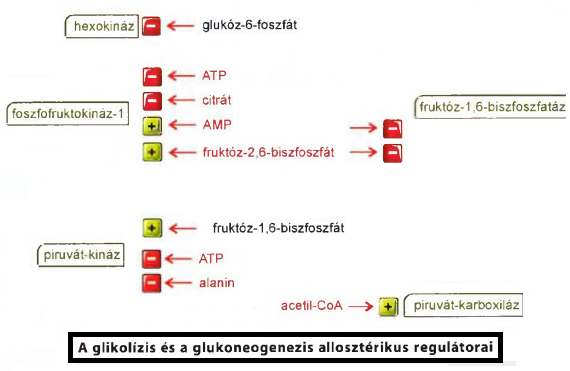 hexokináz
glukóz-6-foszfát
ATP
citrát
foszfofruktokináz-1
AMP
fruktóz-1,6-biszfoszfatáz
fruktóz-2,6-biszfoszfát
fruktóz-1,6-biszfoszfát
piruvát-kináz
ATP
alanin
acetil-CoA
piruvát-karboxiláz
A glikolízis és a glukoneogenezis allosztérikus regulátorai